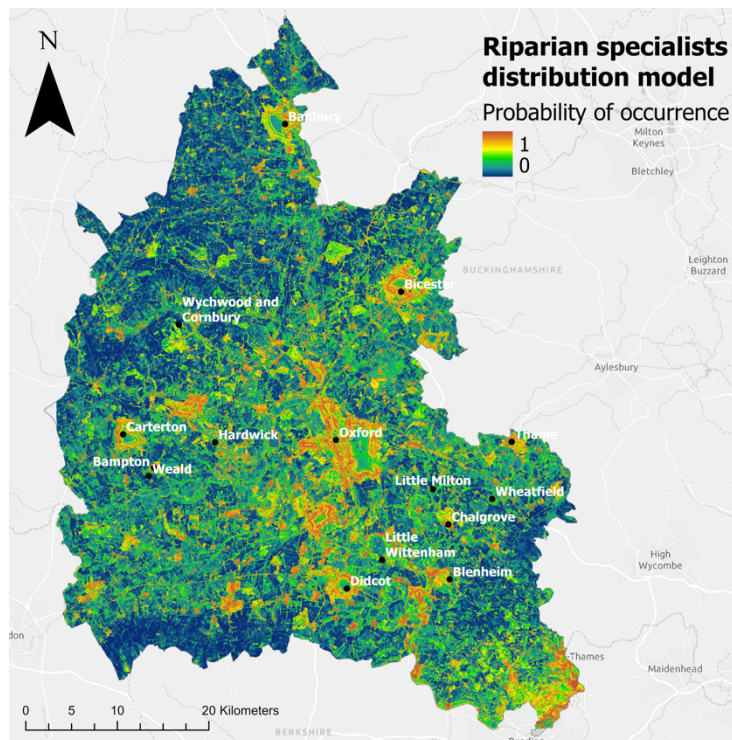 N
Riparian specialists
distribution model
Probability of occurrence
1
0
Banbury
Milton
Keynes
Bletchley
BUCKINGHAMSHIRE
Leighton
Buzzard
Bicester
Wychwood and
Cornbury
Aylesbury
Carterton
Hardwick
Oxford
Thame
Bampton
Weald
Little Milton
Wheatfield
Chalgrove
Little
Wittenham
High
Wycombe
Didcot
Blenheim
-Thames
Maidenhead
0 5 10 20 Kilometers
BERKSHIRE